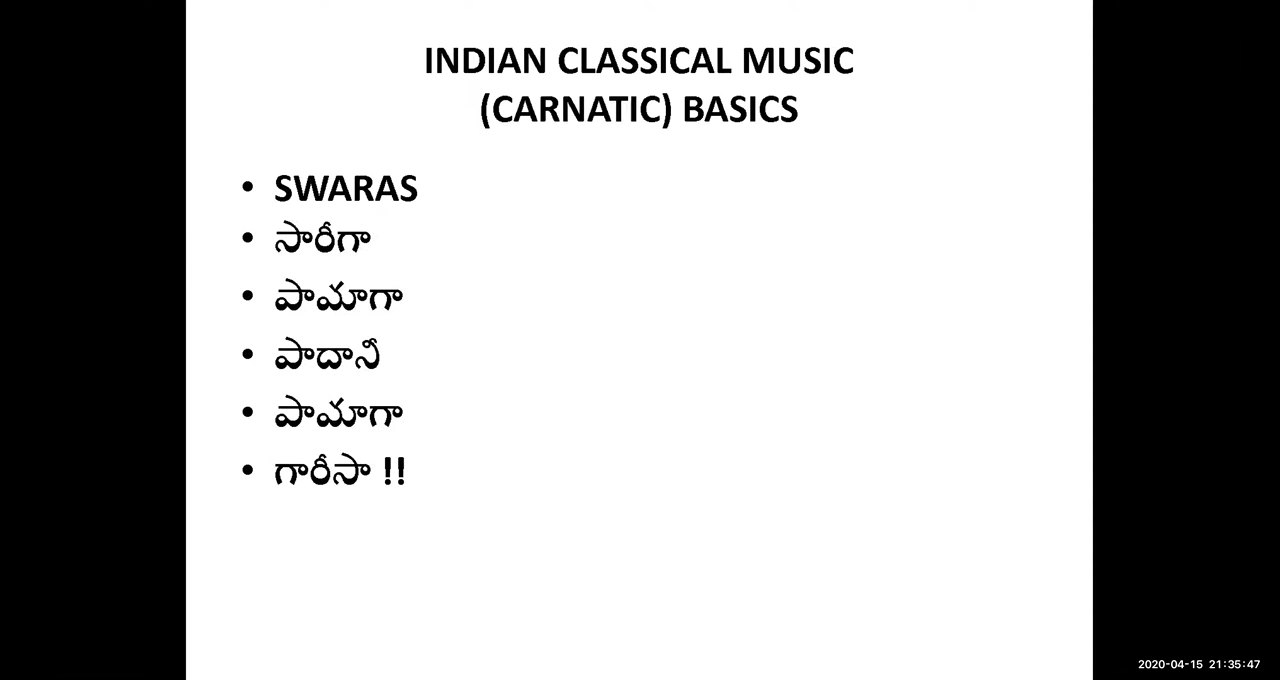 INDIAN CLASSICAL MUSIC
(CARNATIC) BASICS
• SWARAS
• సారీగా
• పామాగా
• పాదానీ
• పామాగా
• గారీసా !!
2020-04-15 21:35:47